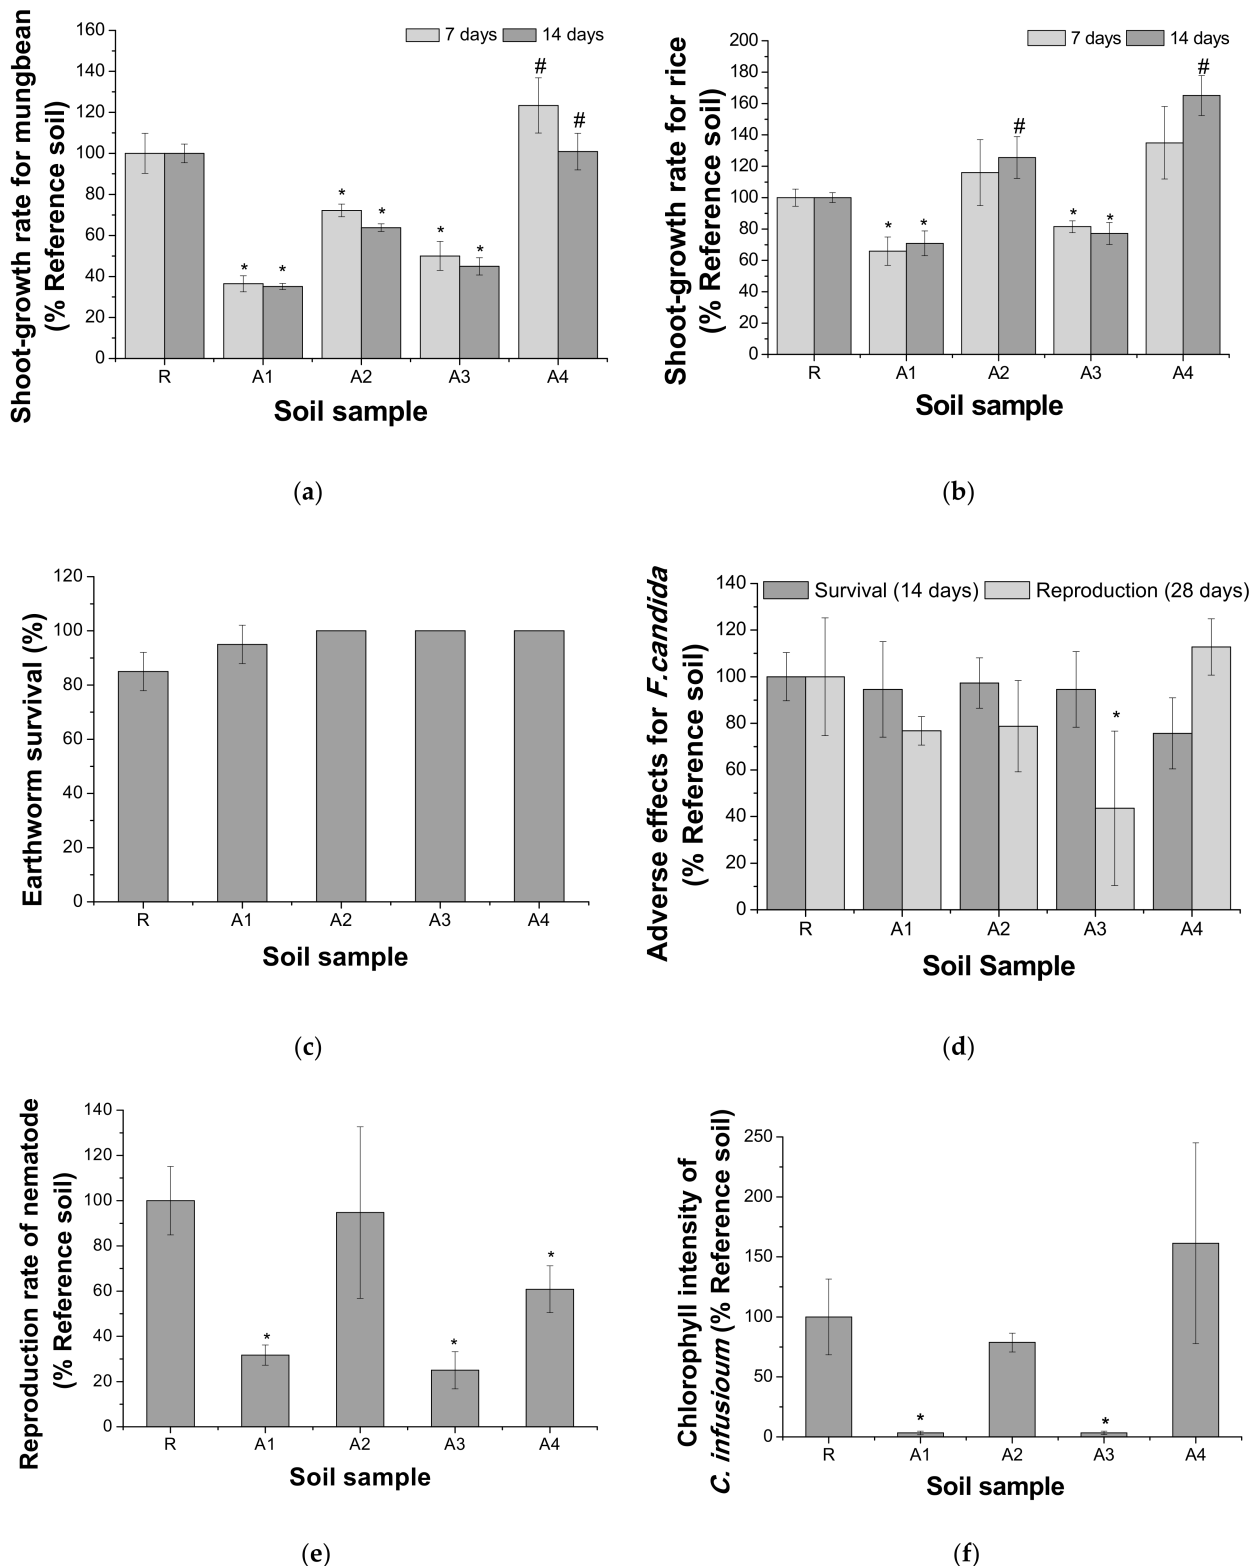 Shoot-growth rate for mungbean
(% Reference soil)
160
140
120
100
80
60
40
20
0
7 days
14 days
#
#
*
*
*
*
*
*
R
A1
A2
A3
A4
Soil sample
(a)
Shoot-growth rate for rice
(% Reference soil)
200
180
160
140
120
100
80
60
40
20
0
7 days
14 days
#
#
*
*
*
*
R
A1
A2
A3
A4
Soil sample
(b)
Earthworm survival (%)
120
100
80
60
40
20
0
R
A1
A2
A3
A4
Soil sample
(c)
Adverse effects for F.candida
(% Reference soil)
140
120
100
80
60
40
20
0
Survival (14 days)
Reproduction (28 days)
*
R
A1
A2
A3
A4
Soil Sample
(d)
Reproduction rate of nematode
(% Reference soil)
140
120
100
80
60
40
20
0
*
*
*
R
A1
A2
A3
A4
Soil sample
(e)
Chlorophyll intensity of
C. infusioum (% Reference soil)
250
200
150
100
50
0
*
*
R
A1
A2
A3
A4
Soil sample
(f)